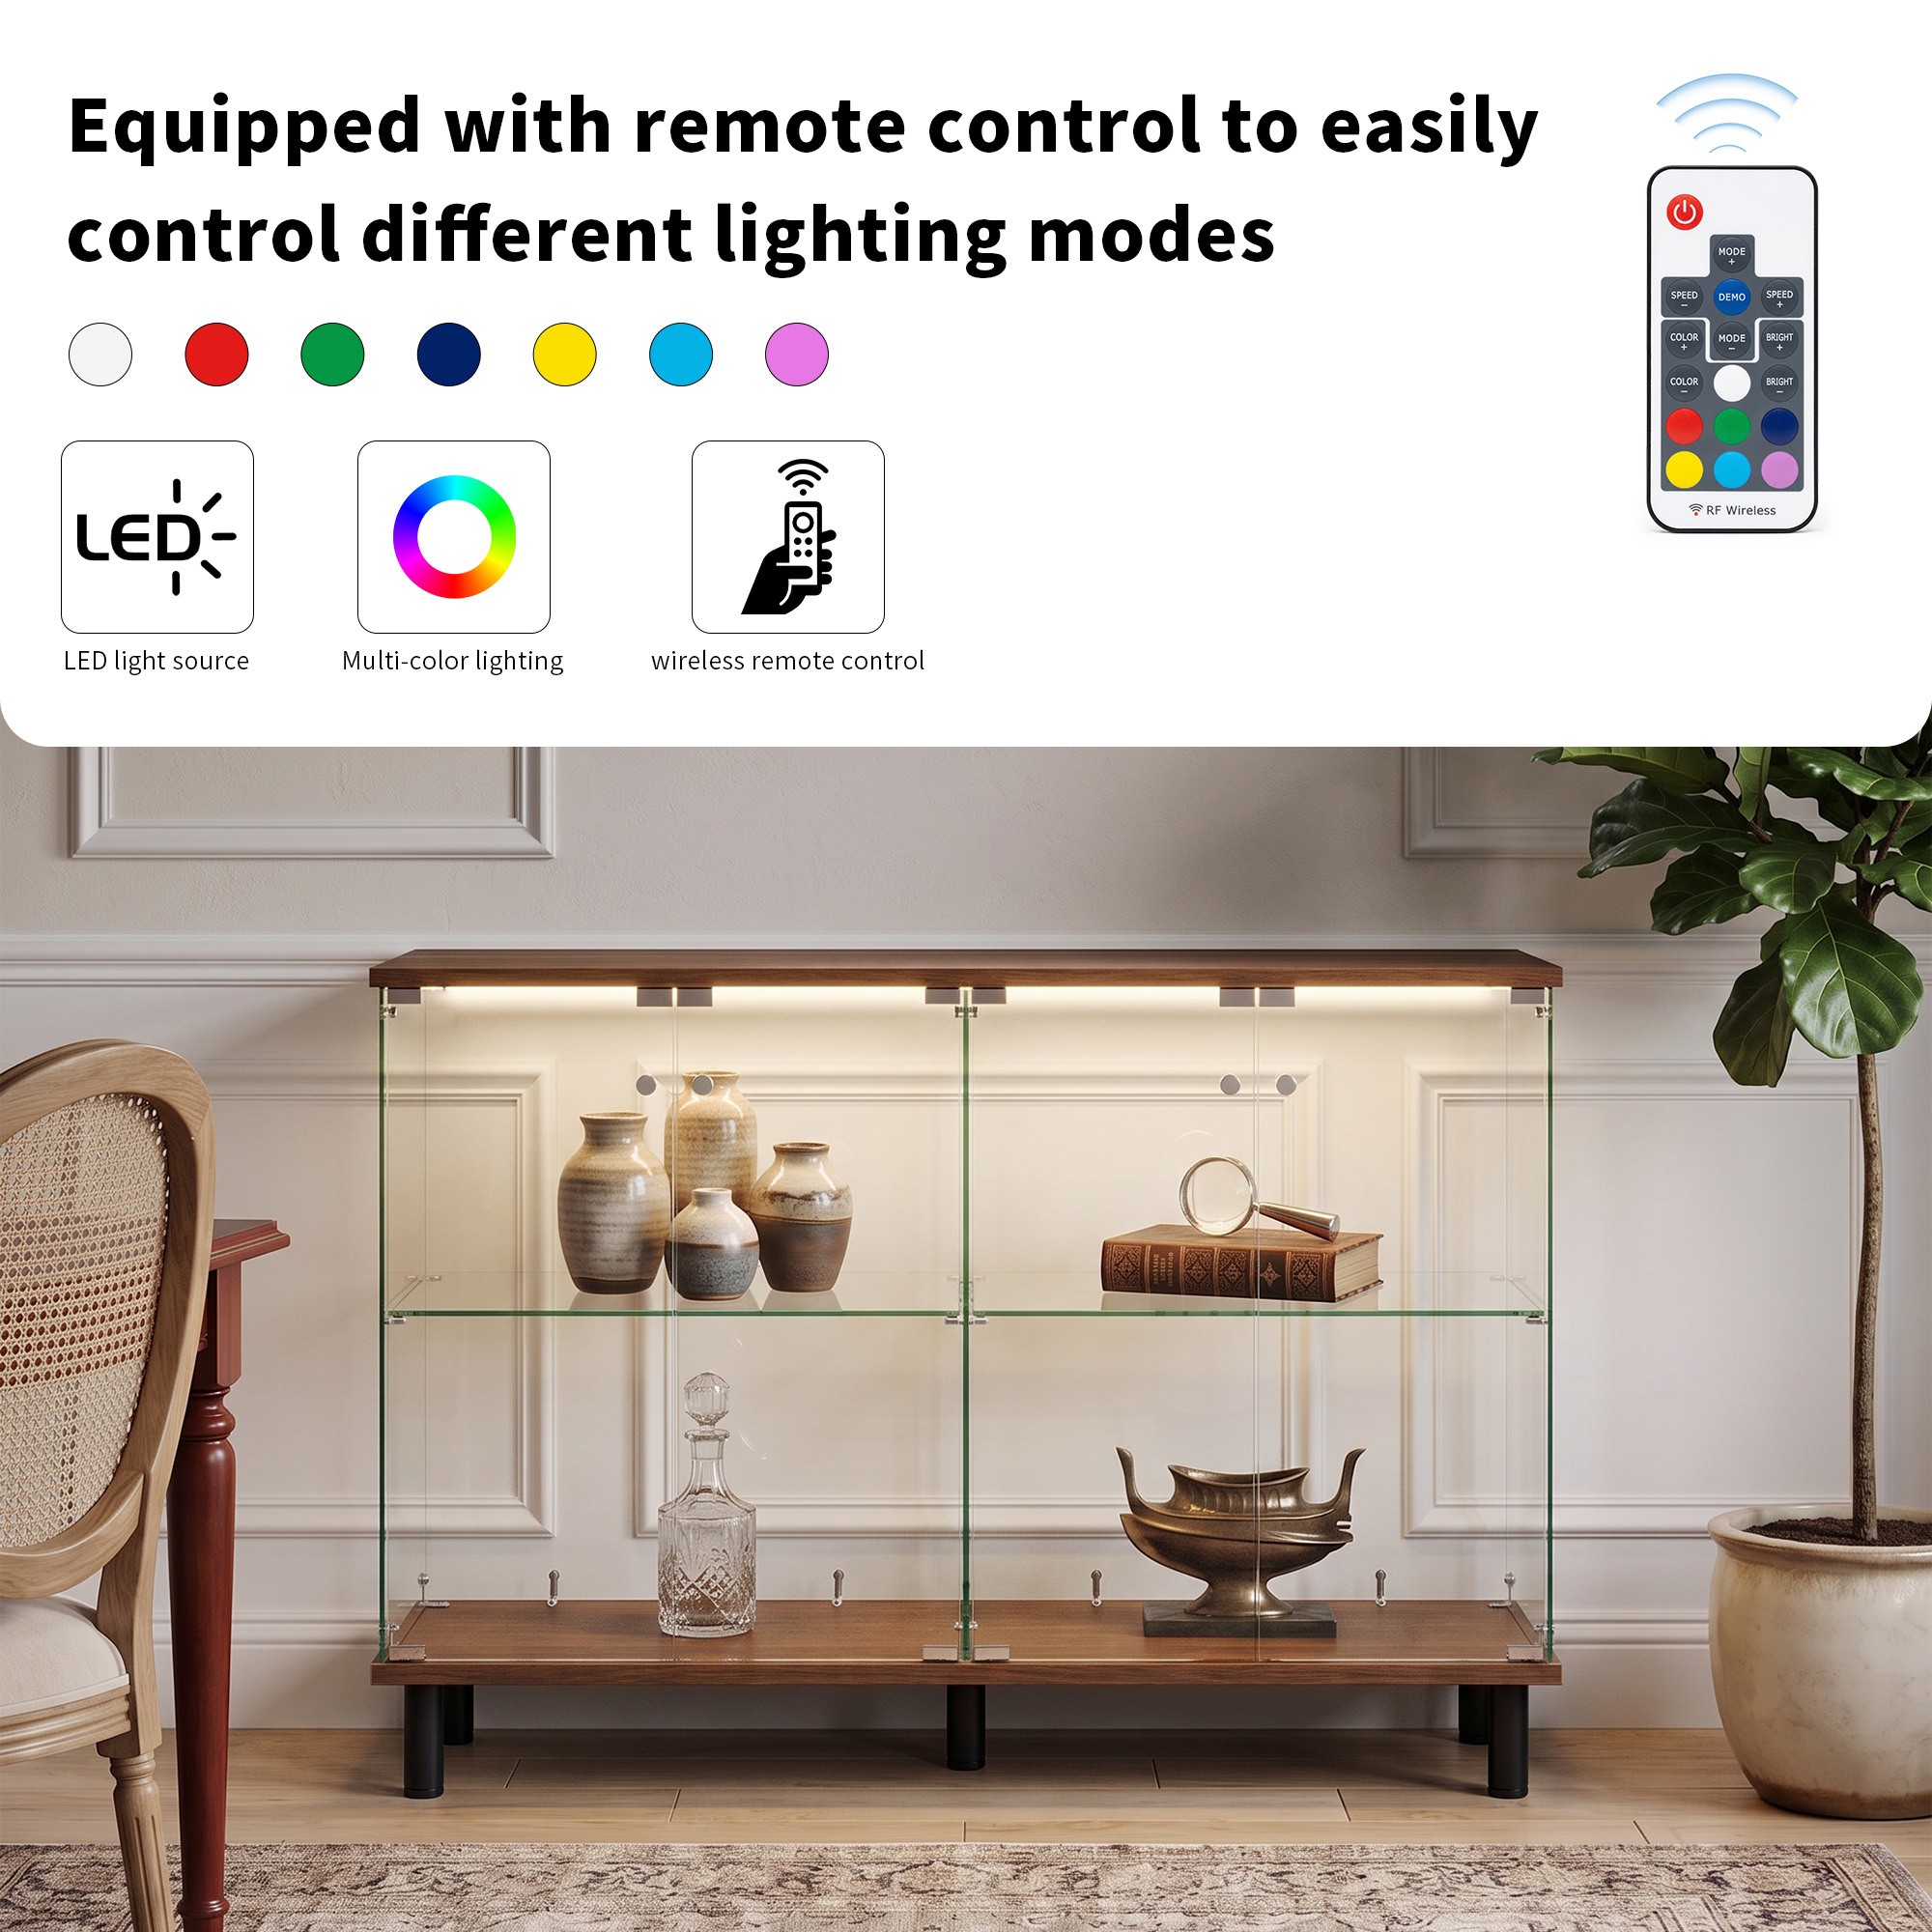 Equipped with remote control to easily
control different lighting modes
MODE
+
SPEED
−
DEMO
SPEED
+
COLOR
+
MODE
−
BRIGHT
+
COLOR
−
BRIGHT
−
RF Wireless
LED
LED light source
Multi-color lighting
wireless remote control